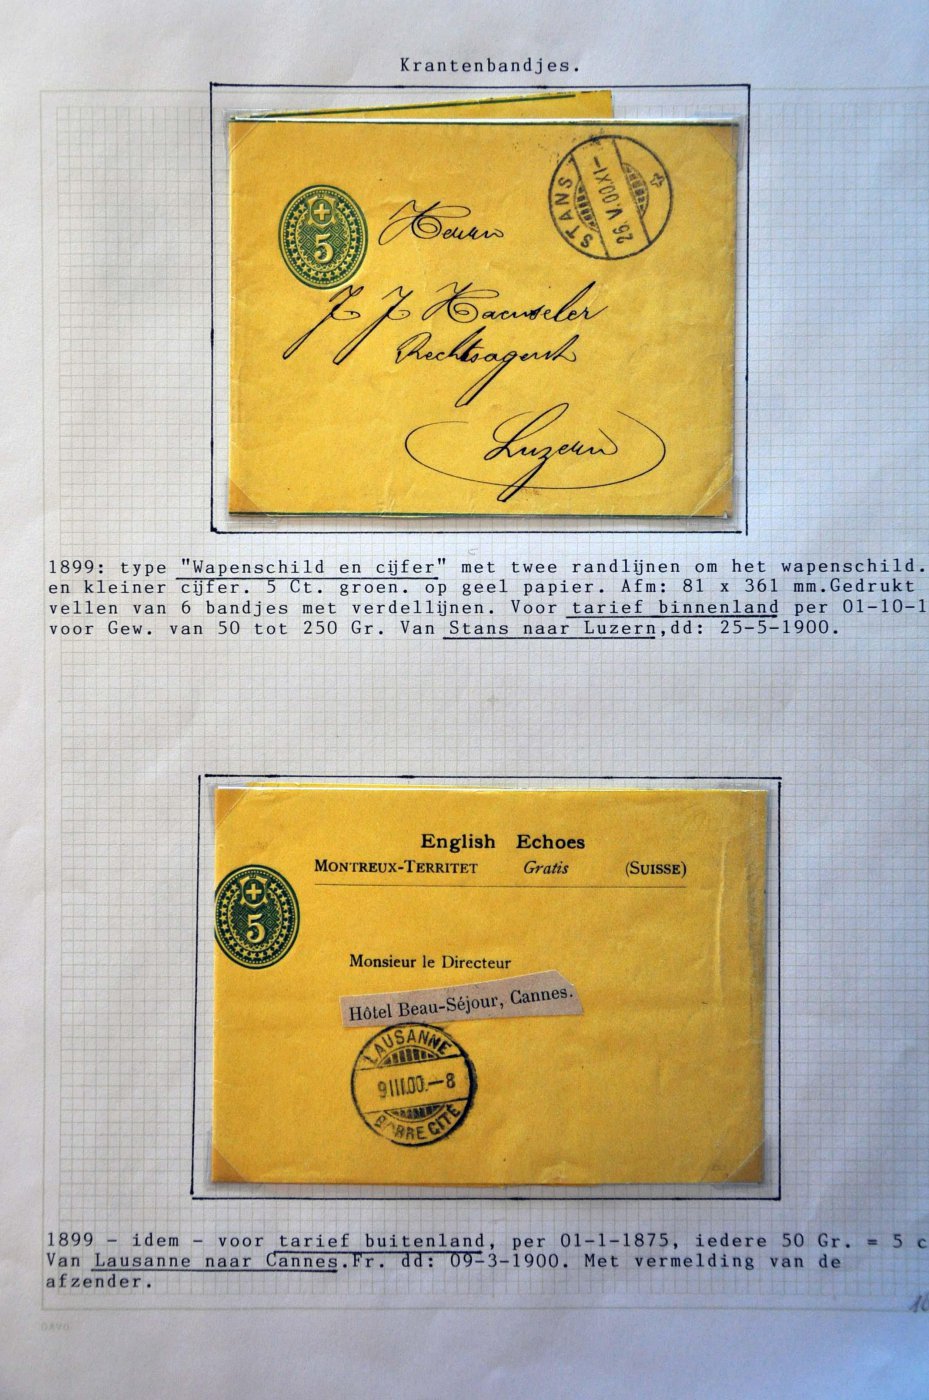 Krantenbandjes.
5
STANS
26.V.00.XI-
Herrn
J J Haenseler
Rechtsagent
Luzern
1899: type "Wapenschild en cijfer" met twee randlijnen om het wapenschild.
en kleiner cijfer. 5 Ct. groen. op geel papier. Afm: 81 x 361 mm.Gedrukt
vellen van 6 bandjes met verdellijnen. Voor tarief binnenland per 01-10-1
voor Gew. van 50 tot 250 Gr. Van Stans naar Luzern,dd: 25-5-1900.
English Echoes
MONTREUX-TERRITET Gratis (SUISSE)
5
Monsieur le Directeur
Hôtel Beau-Séjour, Cannes.
LAUSANNE
9.III.00.-8
BARRE CITÉ
1899 - idem - voor tarief buitenland, per 01-1-1875, iedere 50 Gr. = 5 c
Van Lausanne naar Cannes.Fr. dd: 09-3-1900. Met vermelding van de
afzender.
DAVO